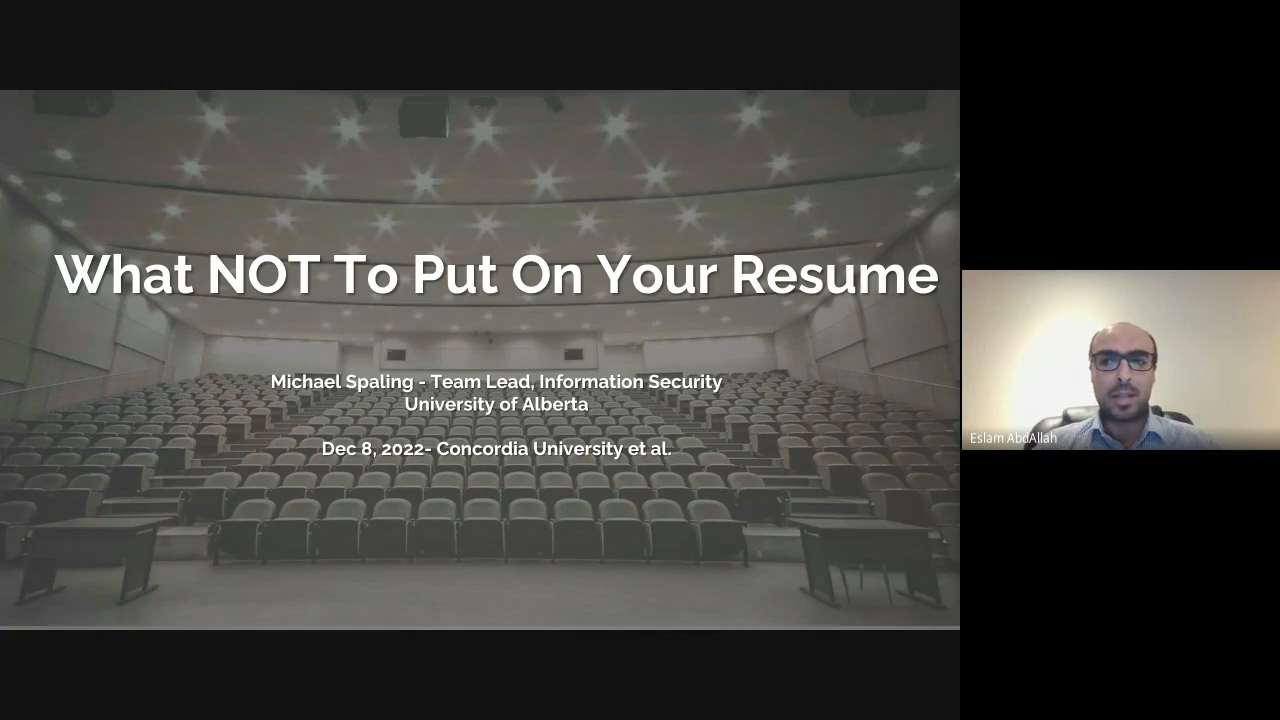 What NOT To Put On Your Resume
Michael Spaling - Team Lead, Information Security
University of Alberta
Dec 8, 2022- Concordia University et al.
Eslam AbdAllah